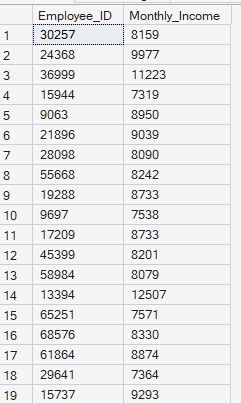 Employee_ID Monthly_Income
1 30257 8159
2 24368 9977
3 36999 11223
4 15944 7319
5 9063 8950
6 21896 9039
7 28098 8090
8 55668 8242
9 19288 8733
10 9697 7538
11 17209 8733
12 45399 8201
13 58984 8079
14 13394 12507
15 65251 7571
16 68576 8330
17 61864 8874
18 29641 7364
19 15737 9293